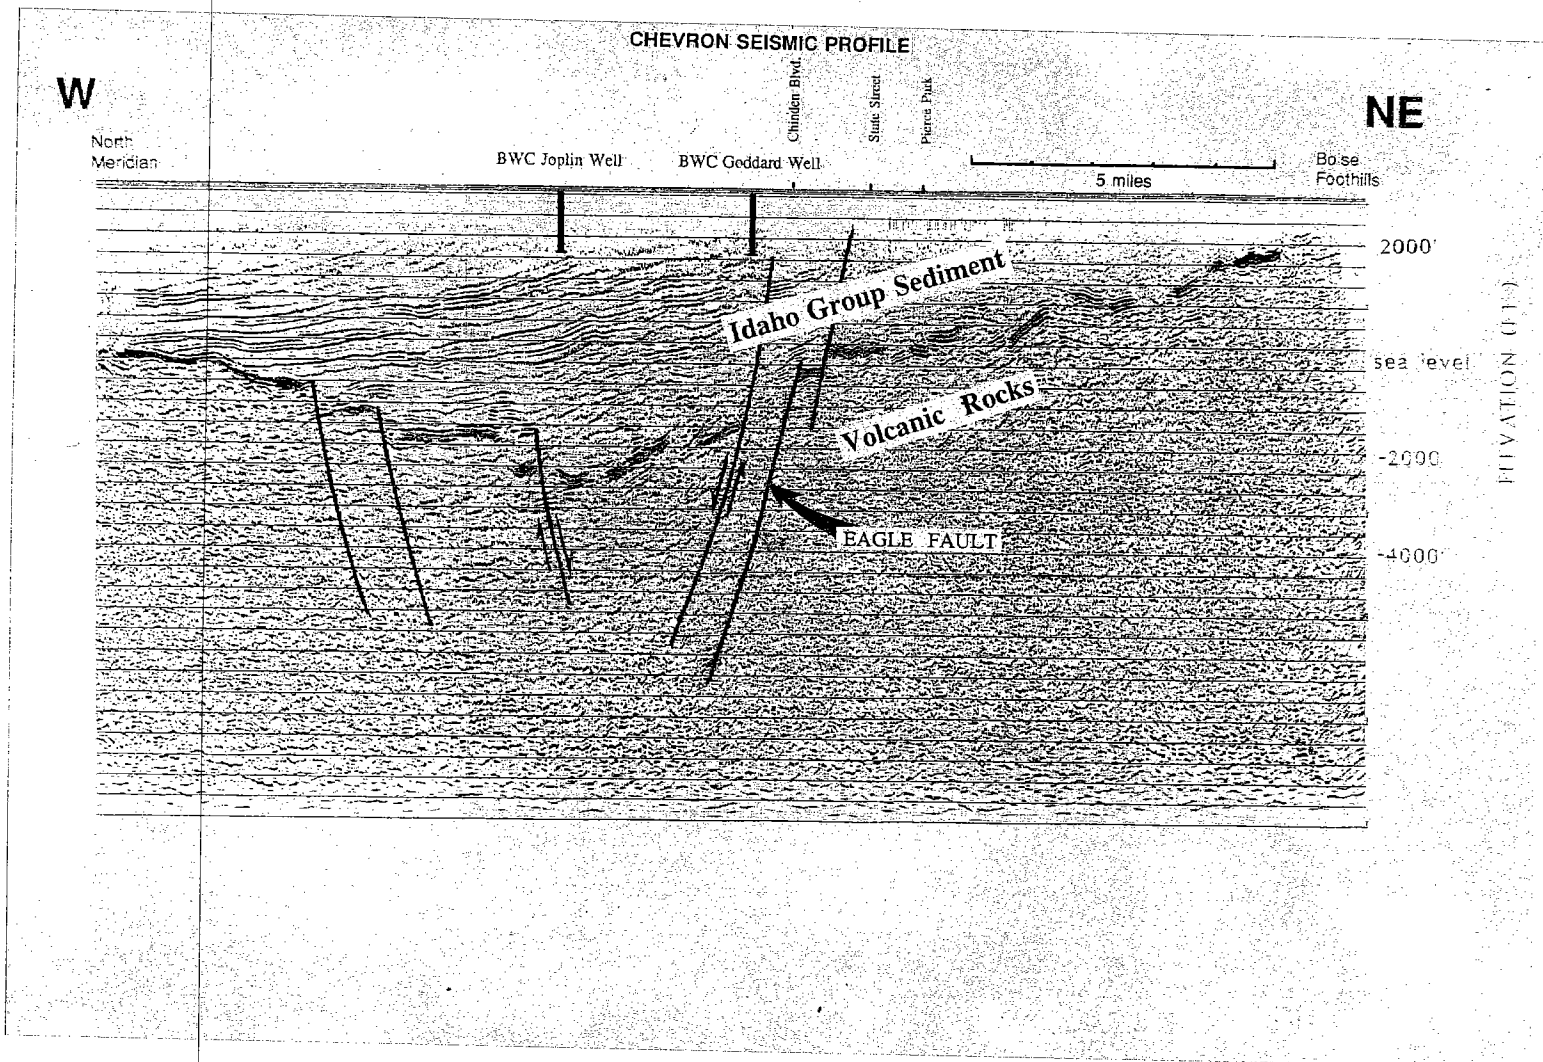 CHEVRON SEISMIC PROFILE
W
NE
Chinden Blvd.
State Street
Pierce Park
North
Meridian
BWC Joplin Well
BWC Goddard Well
5 miles
Boise
Foothills
2000'
Idaho Group Sediment
sea level
Volcanic Rocks
-2000
EAGLE FAULT
-4000'
ELEVATION